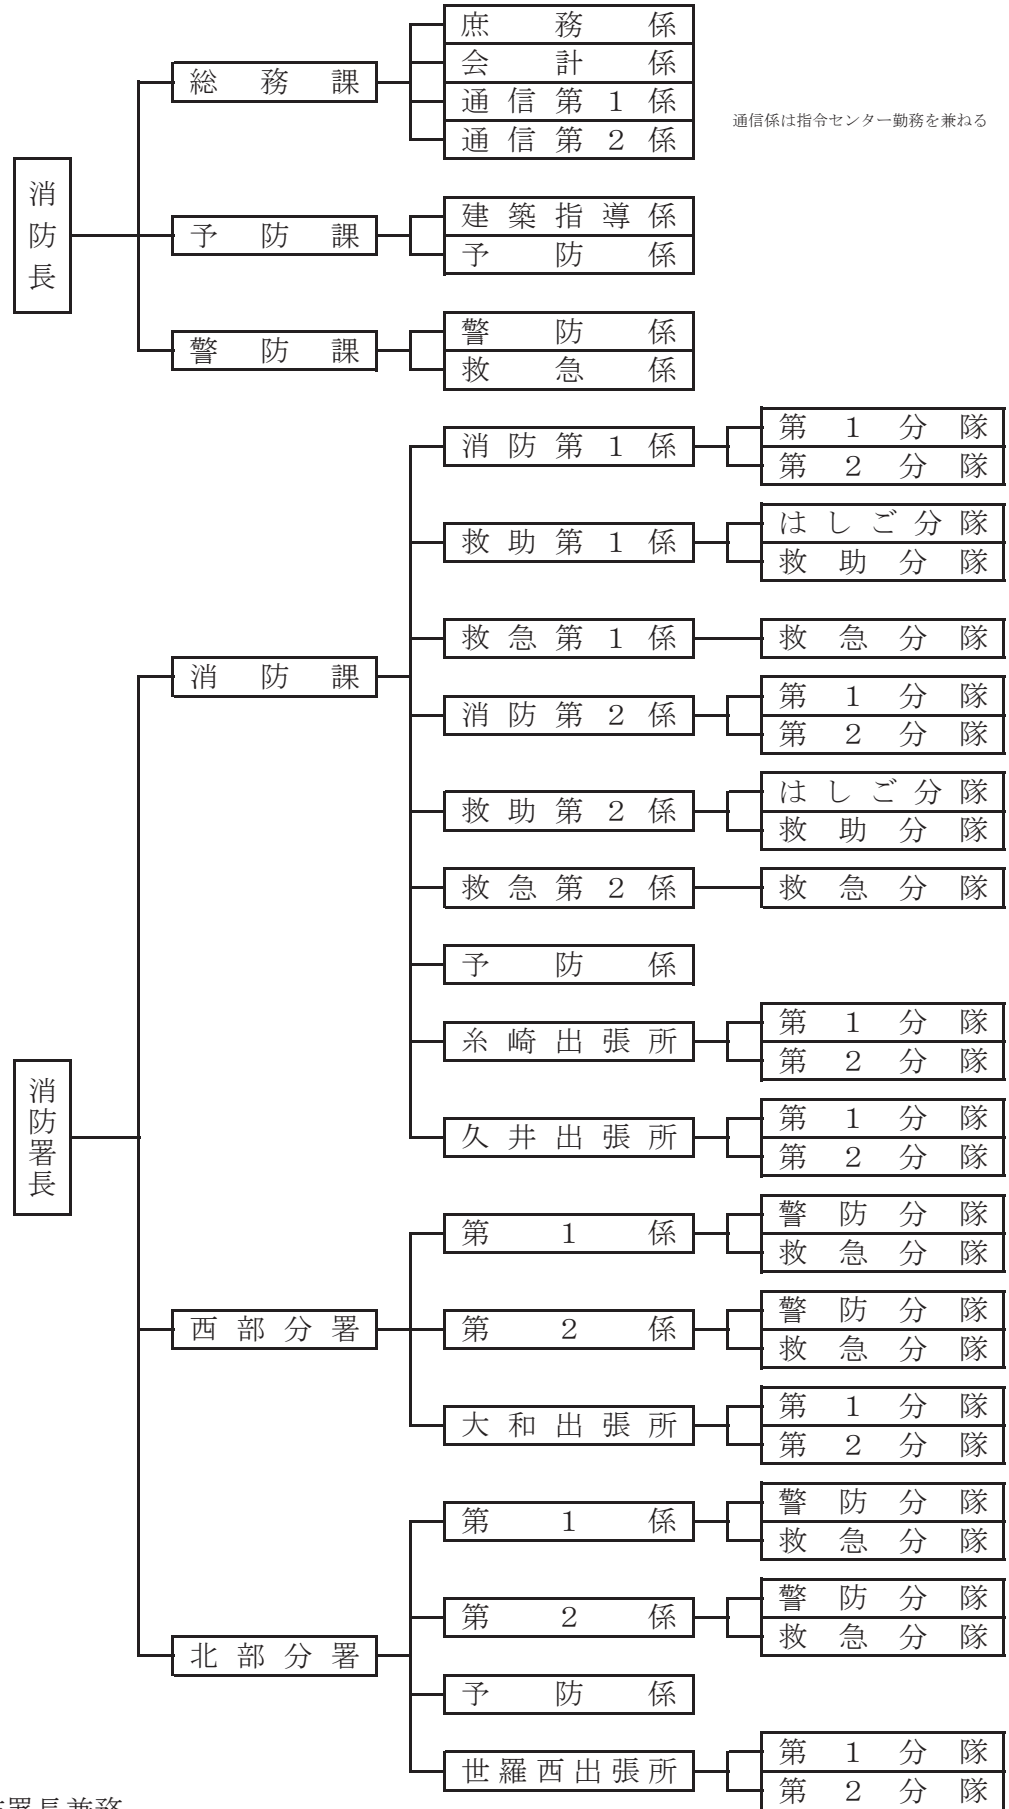 消防長
総務課
庶務係
会計係
通信第１係
通信第２係
通信係は指令センター勤務を兼ねる
予防課
建築指導係
予防係
警防課
警防係
救急係
消防署長
消防課
消防第１係
第１分隊
第２分隊
救助第１係
はしご分隊
救助分隊
救急第１係
救急分隊
消防第２係
第１分隊
第２分隊
救助第２係
はしご分隊
救助分隊
救急第２係
救急分隊
予防係
糸崎出張所
第１分隊
第２分隊
久井出張所
第１分隊
第２分隊
西部分署
第１係
警防分隊
救急分隊
第２係
警防分隊
救急分隊
大和出張所
第１分隊
第２分隊
北部分署
第１係
警防分隊
救急分隊
第２係
警防分隊
救急分隊
予防係
世羅西出張所
第１分隊
第２分隊
署長兼務